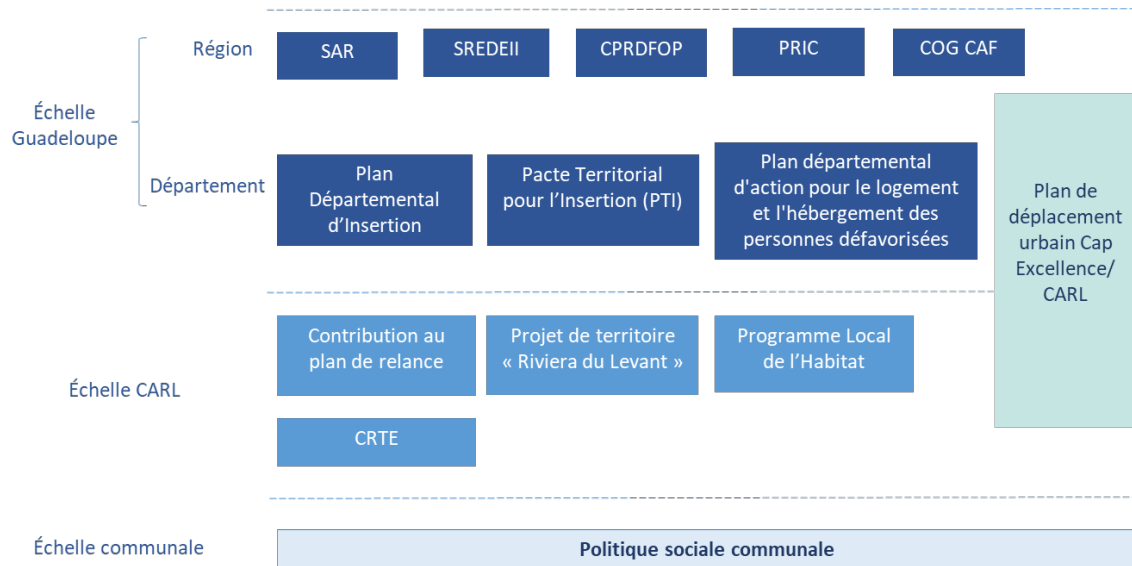 Région
SAR
SREDEII
CPRDFOP
PRIC
COG CAF
Échelle
Guadeloupe
Département
Plan
Départemental
d’Insertion
Pacte Territorial
pour l’Insertion (PTI)
Plan départemental
d'action pour le logement
et l'hébergement des
personnes défavorisées
Plan de
déplacement
urbain Cap
Excellence/
CARL
Échelle CARL
Contribution au
plan de relance
Projet de territoire
« Riviera du Levant »
Programme Local
de l’Habitat
CRTE
Échelle communale
Politique sociale communale